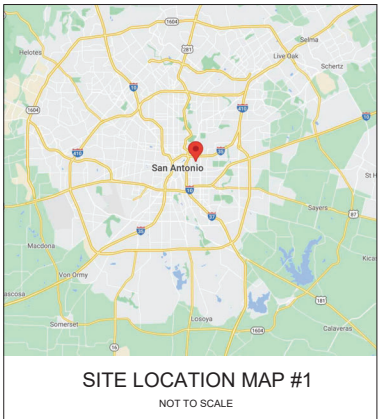 1604
Selma
281
Helotes
Live Oak
Schertz
1604
10
410
10
410
35
San Antonio
St H
10
Sayers
87
37
Macdona
35
Kica
Von Ormy
ascosa
181
Somerset
Losoya
1604
Calaveras
16
SITE LOCATION MAP #1
NOT TO SCALE